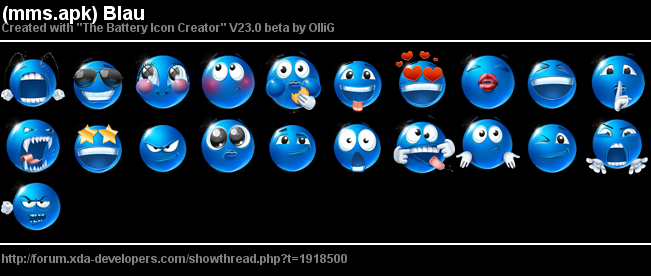 (mms.apk) Blau
Created with "The Battery Icon Creator" V23.0 beta by OlliG
http://forum.xda-developers.com/showthread.php?t=1918500